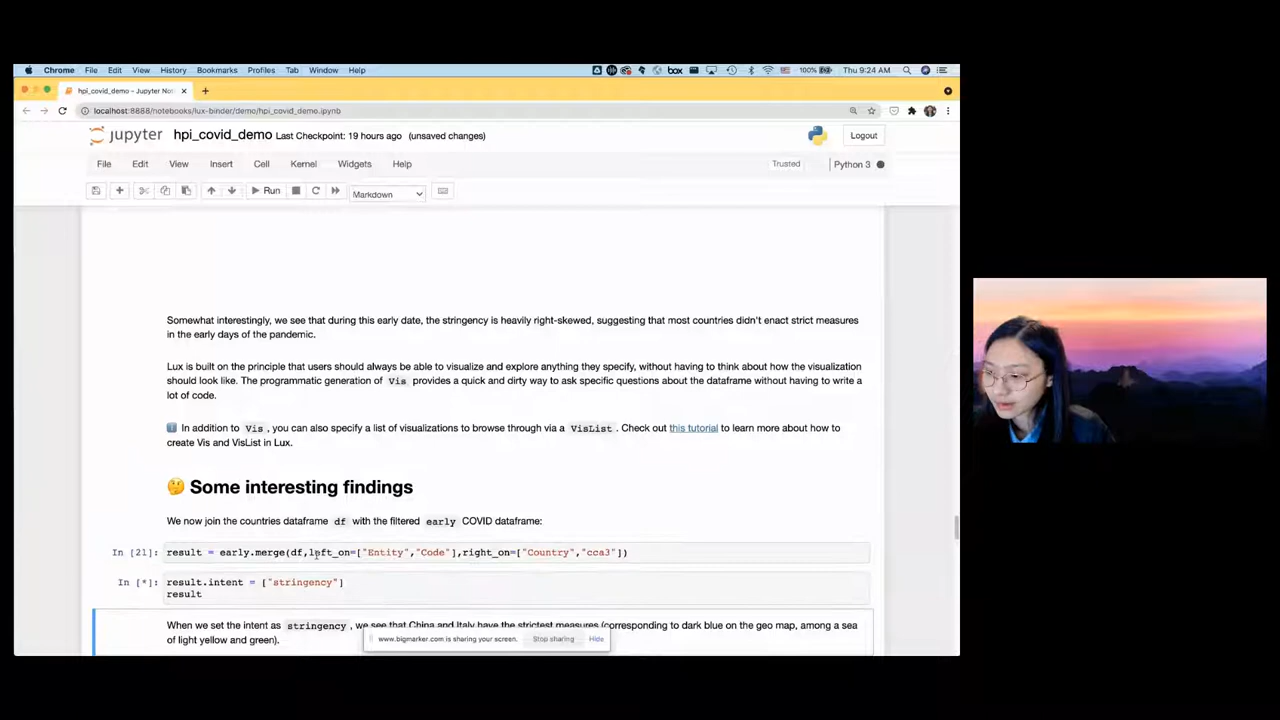 Chrome File Edit View History Bookmarks Profiles Tab Window Help box 100% Thu 9:24 AM
hpi_covid_demo - Jupyter Not
localhost:8888/notebooks/lux-binder/demo/hpi_covid_demo.ipynb
jupyter hpi_covid_demo Last Checkpoint: 19 hours ago (unsaved changes) Logout
File Edit View Insert Cell Kernel Widgets Help Trusted Python 3
Run Markdown
Somewhat interestingly, we see that during this early date, the stringency is heavily right-skewed, suggesting that most countries didn't enact strict measures
in the early days of the pandemic.
Lux is built on the principle that users should always be able to visualize and explore anything they specify, without having to think about how the visualization
should look like. The programmatic generation of Vis provides a quick and dirty way to ask specific questions about the dataframe without having to write a
lot of code.
In addition to Vis , you can also specify a list of visualizations to browse through via a VisList . Check out this tutorial to learn more about how to
create Vis and VisList in Lux.
🤔 Some interesting findings
We now join the countries dataframe df with the filtered early COVID dataframe:
In [21]: result = early.merge(df,left_on=["Entity","Code"],right_on=["Country","cca3"])
In [*]: result.intent = ["stringency"]
result
When we set the intent as stringency , we see that China and Italy have the strictest measures (corresponding to dark blue on the geo map, among a sea
of light yellow and green).
www.bigmarker.com is sharing your screen. Stop sharing Hide